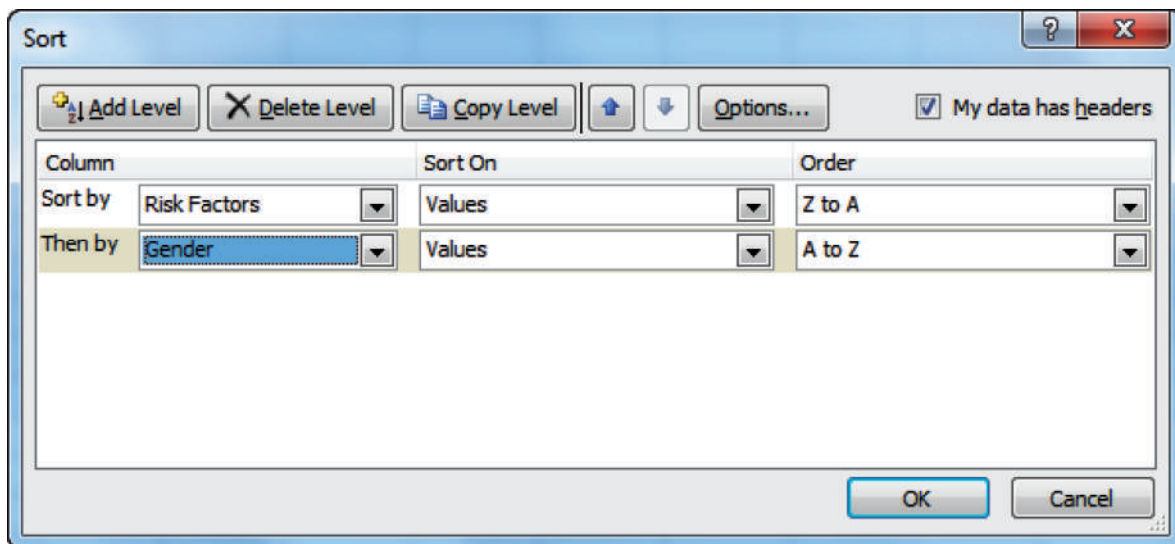 Sort
Add Level Delete Level Copy Level Options... My data has headers
Column Sort On Order
Sort by Risk Factors Values Z to A
Then by Gender Values A to Z
OK Cancel